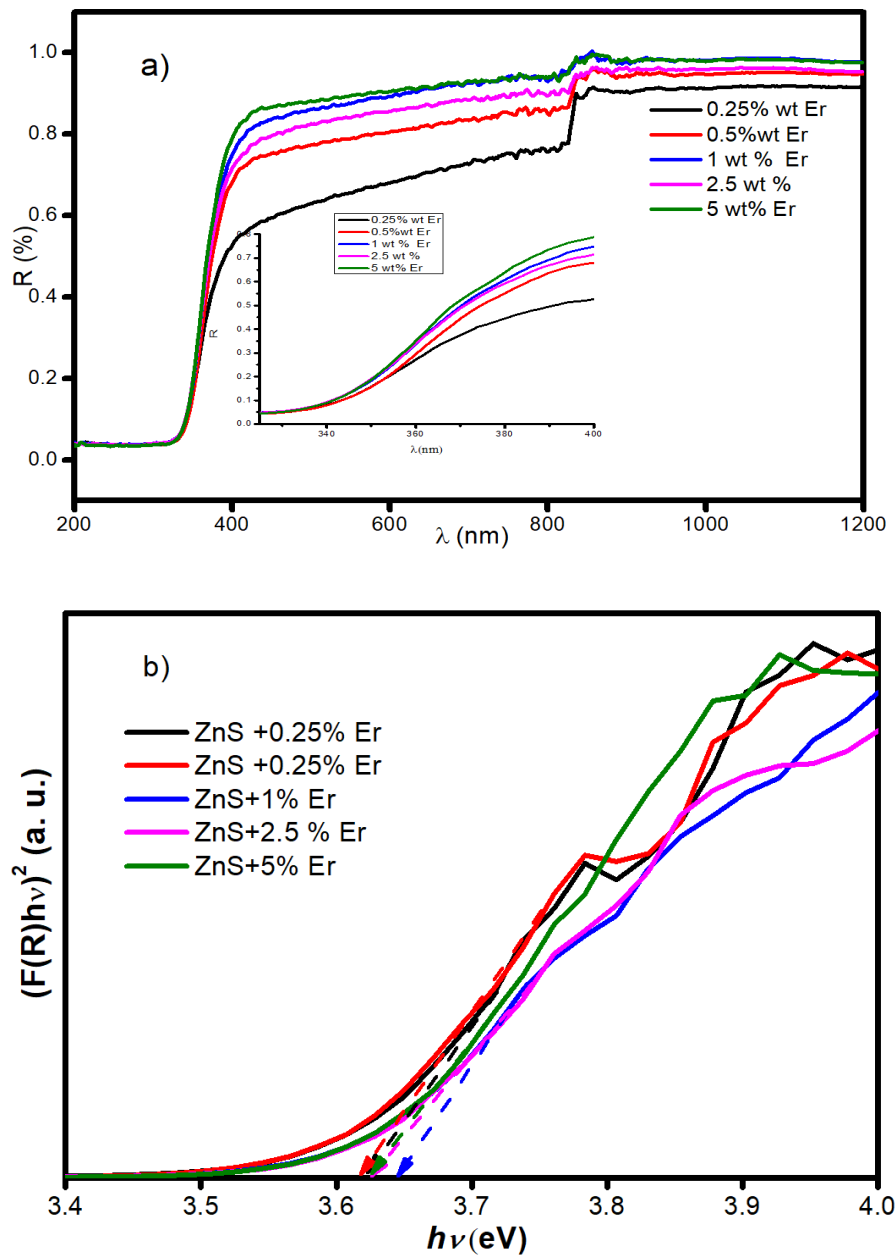 a)
R (%)
1.0
0.8
0.6
0.4
0.2
0.0
0.25% wt Er
0.5%wt Er
1 wt %  Er
2.5 wt %
5 wt% Er
0.25% wt Er
0.5%wt Er
1 wt %  Er
2.5 wt %
5 wt% Er
R
0.8
0.7
0.6
0.5
0.4
0.3
0.2
0.1
0.0
340 360 380 400
λ(nm)
200 400 600 800 1000 1200
λ (nm)
b)
ZnS +0.25% Er
ZnS +0.25% Er
ZnS+1% Er
ZnS+2.5 % Er
ZnS+5% Er
(F(R)hν)² (a. u.)
3.4 3.5 3.6 3.7 3.8 3.9 4.0
hν(eV)